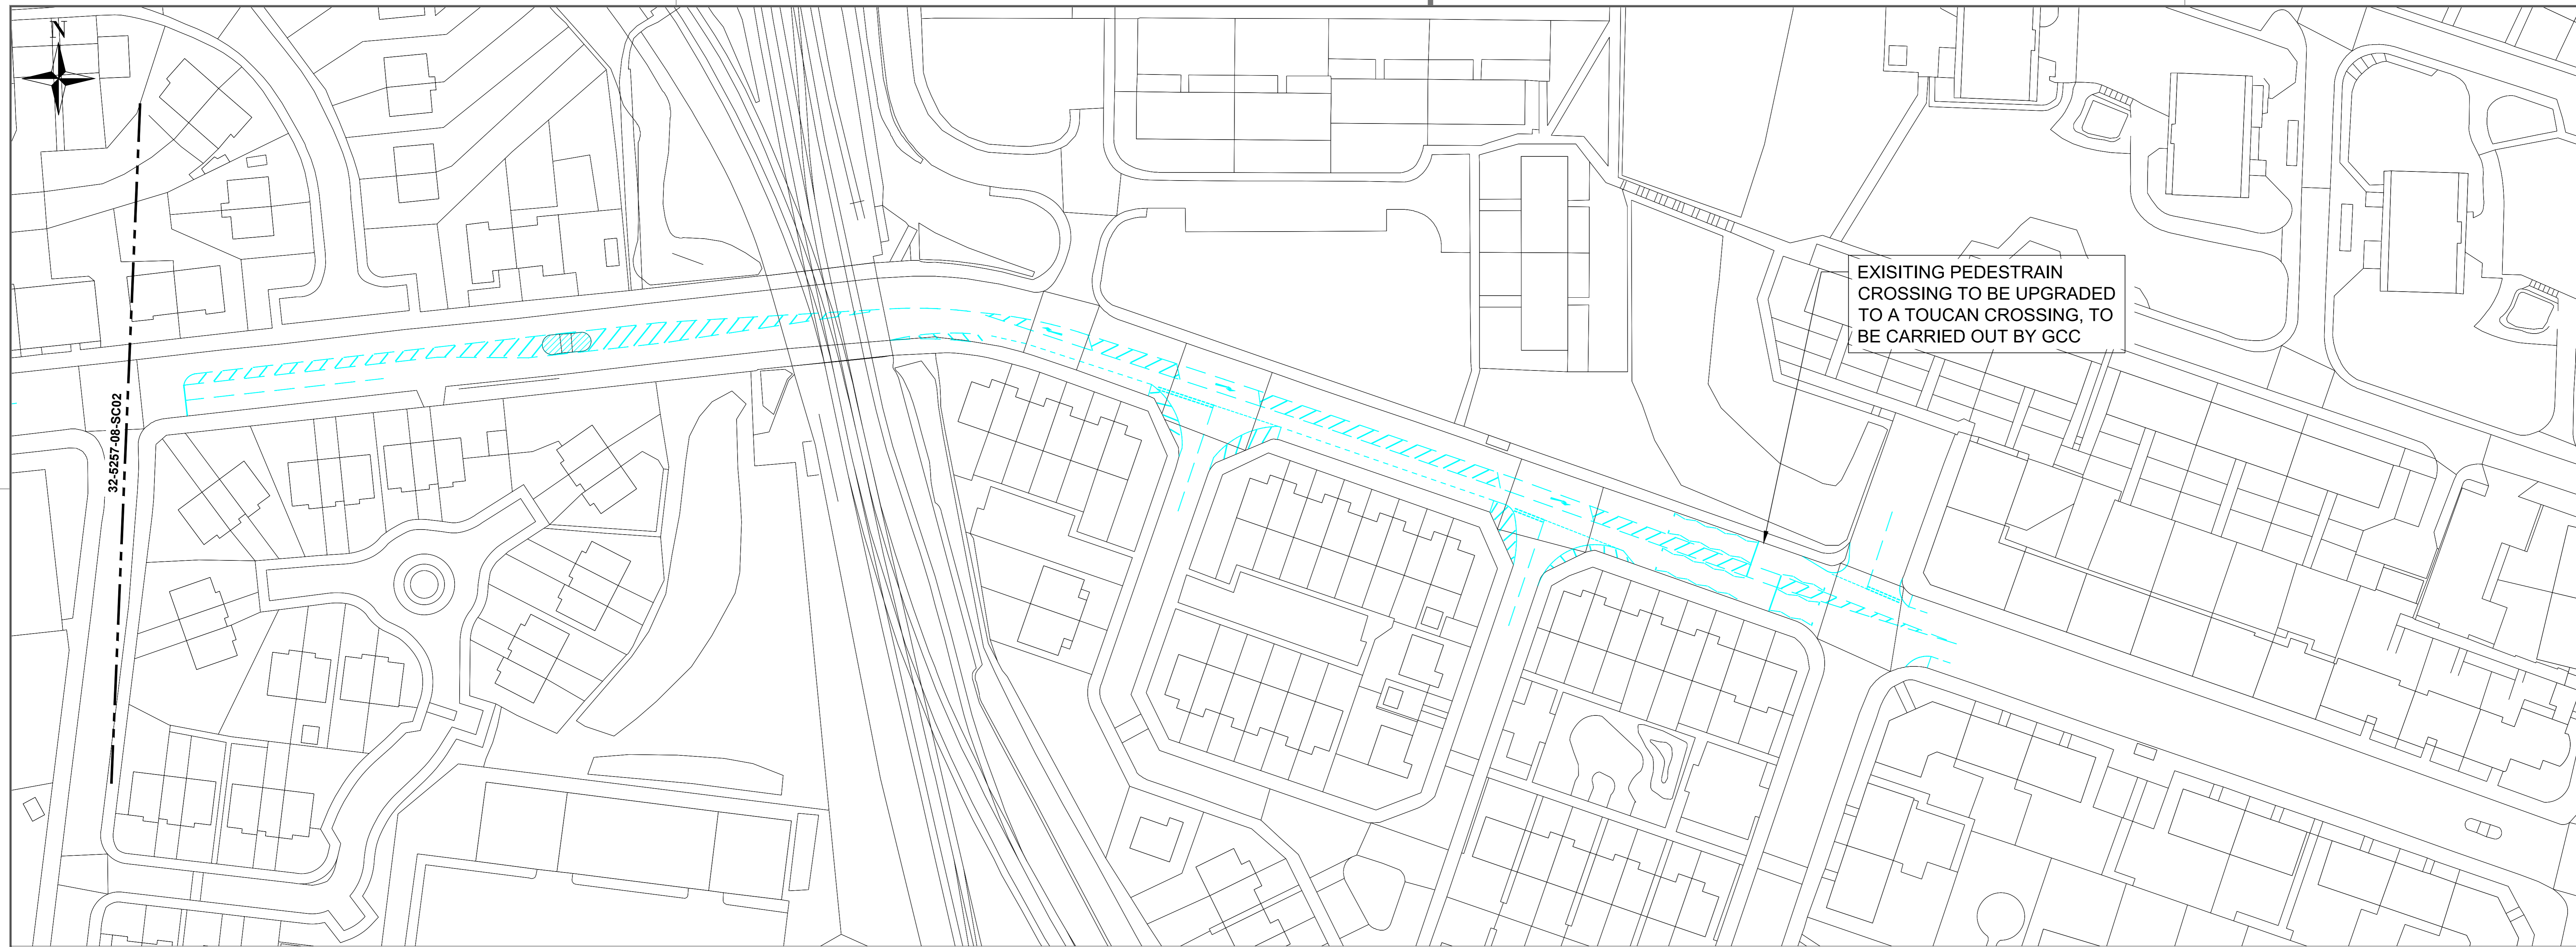 N
EXISITING PEDESTRAIN
CROSSING TO BE UPGRADED
TO A TOUCAN CROSSING, TO
BE CARRIED OUT BY GCC
32-5257-08-SC02